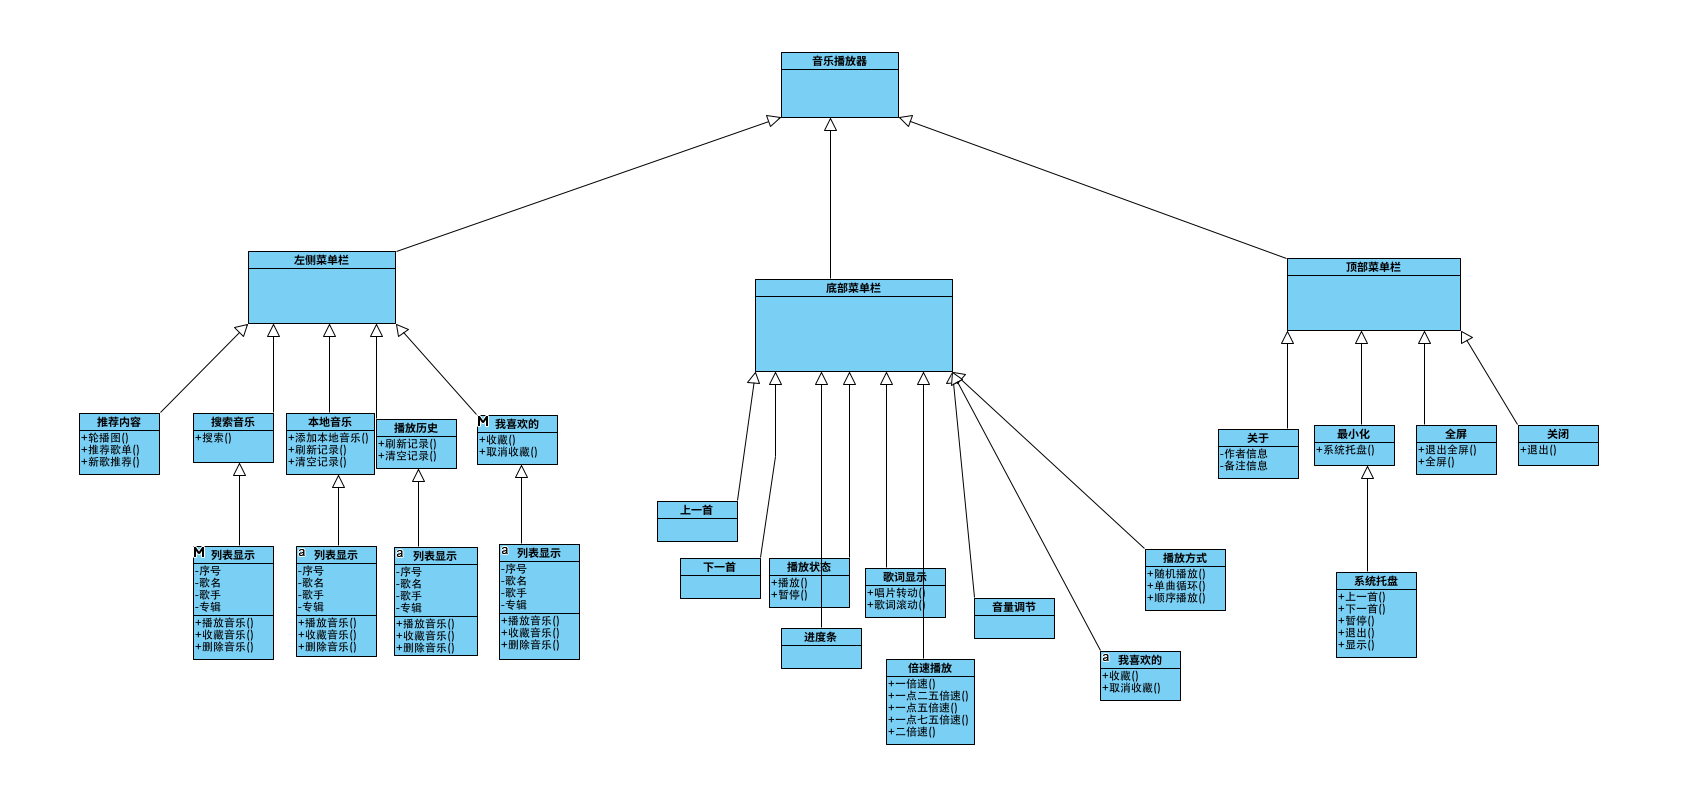 音乐播放器
左侧菜单栏
底部菜单栏
顶部菜单栏
推荐内容
+轮播图()
+推荐歌单()
+新歌推荐()
搜索音乐
+搜索()
本地音乐
+添加本地音乐()
+刷新记录()
+清空记录()
播放历史
+刷新记录()
+清空记录()
M
我喜欢的
+收藏()
+取消收藏()
M
列表显示
-序号
-歌名
-歌手
-专辑
+播放音乐()
+收藏音乐()
+删除音乐()
a
列表显示
-序号
-歌名
-歌手
-专辑
+播放音乐()
+收藏音乐()
+删除音乐()
a
列表显示
-序号
-歌名
-歌手
-专辑
+播放音乐()
+收藏音乐()
+删除音乐()
a
列表显示
-序号
-歌名
-歌手
-专辑
+播放音乐()
+收藏音乐()
+删除音乐()
上一首
下一首
播放状态
+播放()
+暂停()
进度条
歌词显示
+唱片转动()
+歌词滚动()
倍速播放
+一倍速()
+一点二五倍速()
+一点五倍速()
+一点七五倍速()
+二倍速()
音量调节
a
我喜欢的
+收藏()
+取消收藏()
播放方式
+随机播放()
+单曲循环()
+顺序播放()
关于
-作者信息
-备注信息
最小化
+系统托盘()
全屏
+退出全屏()
+全屏()
关闭
+退出()
系统托盘
+上一首()
+下一首()
+暂停()
+退出()
+显示()